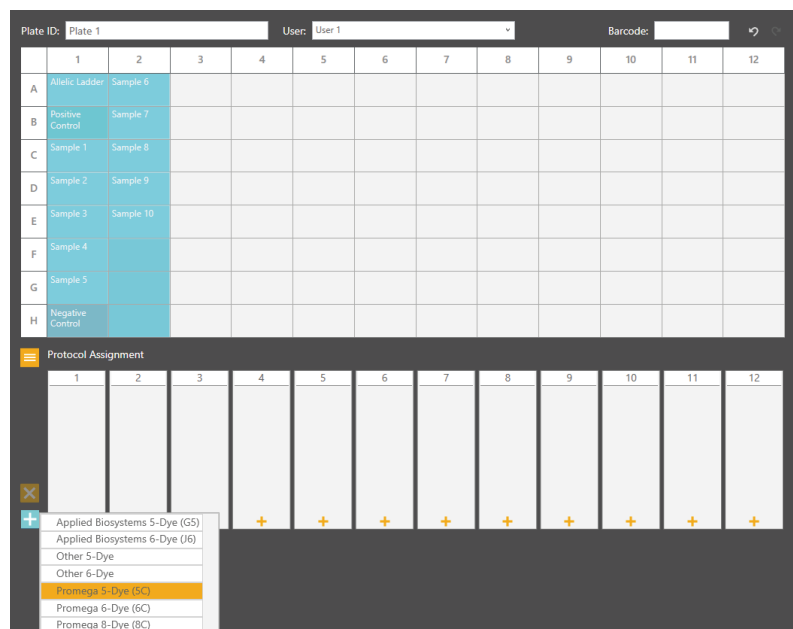 Plate ID: Plate 1 User: User 1 Barcode:
1 2 3 4 5 6 7 8 9 10 11 12
A Allelic Ladder Sample 6
B Positive Control Sample 7
C Sample 1 Sample 8
D Sample 2 Sample 9
E Sample 3 Sample 10
F Sample 4
G Sample 5
H Negative Control
Protocol Assignment
1 2 3 4 5 6 7 8 9 10 11 12
Applied Biosystems 5-Dye (G5)
Applied Biosystems 6-Dye (J6)
Other 5-Dye
Other 6-Dye
Promega 5-Dye (5C)
Promega 6-Dye (6C)
Promega 8-Dye (8C)